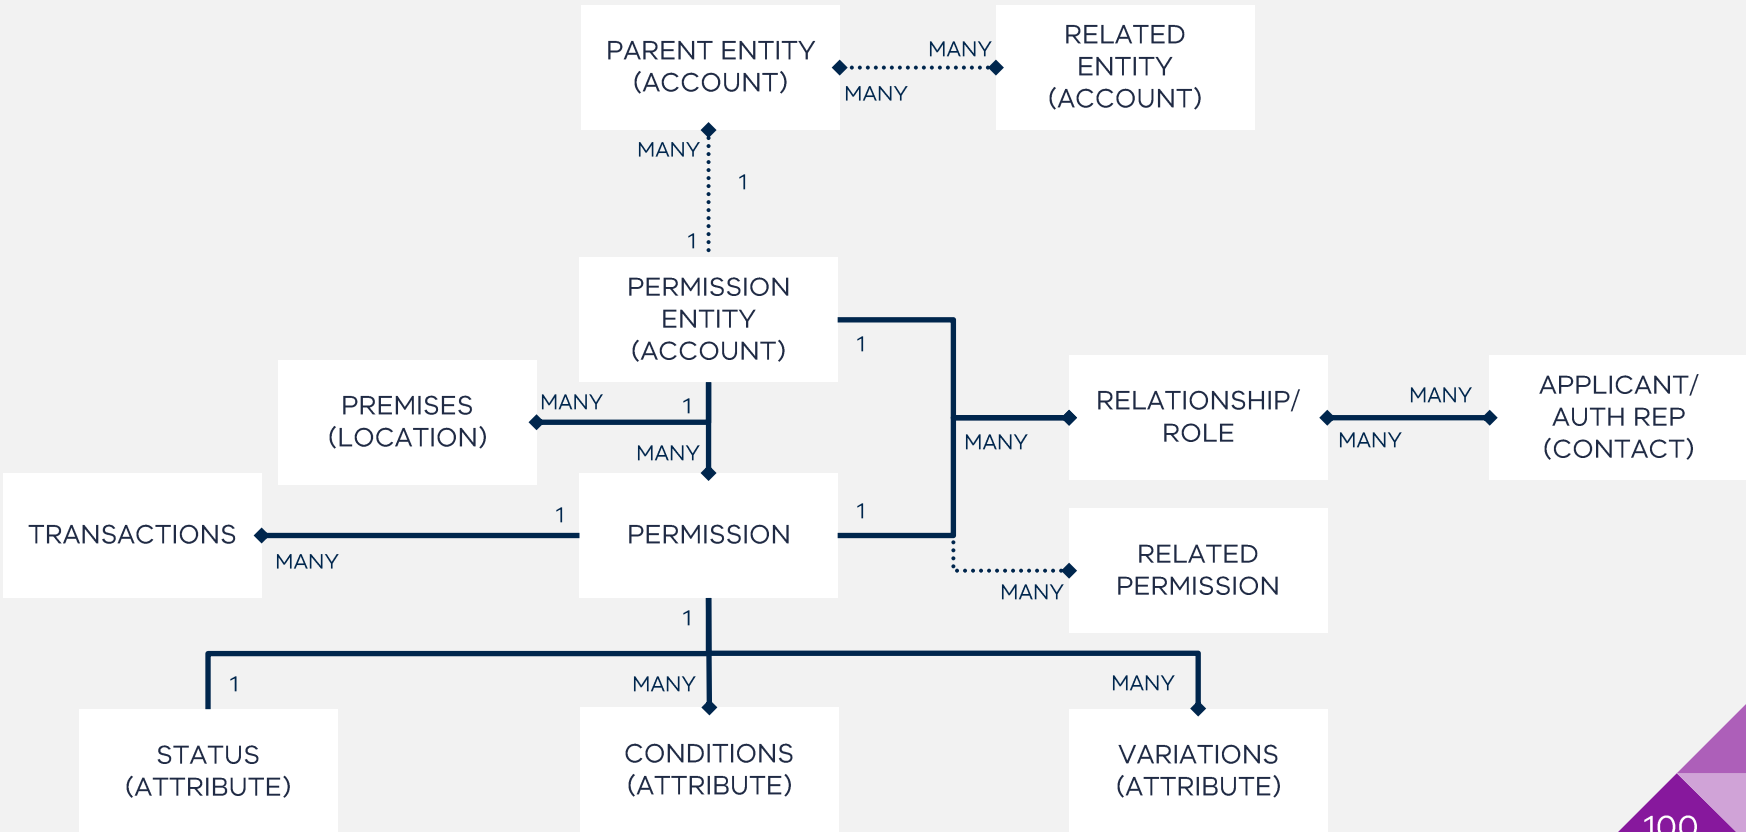 PARENT ENTITY
(ACCOUNT)
MANY
MANY
RELATED
ENTITY
(ACCOUNT)
MANY
1
1
PERMISSION
ENTITY
(ACCOUNT)
1
PREMISES
(LOCATION)
MANY
1
MANY
MANY
RELATIONSHIP/
ROLE
MANY
MANY
APPLICANT/
AUTH REP
(CONTACT)
TRANSACTIONS
MANY
1
PERMISSION
1
RELATED
PERMISSION
MANY
1
1
MANY
MANY
STATUS
(ATTRIBUTE)
CONDITIONS
(ATTRIBUTE)
VARIATIONS
(ATTRIBUTE)
100